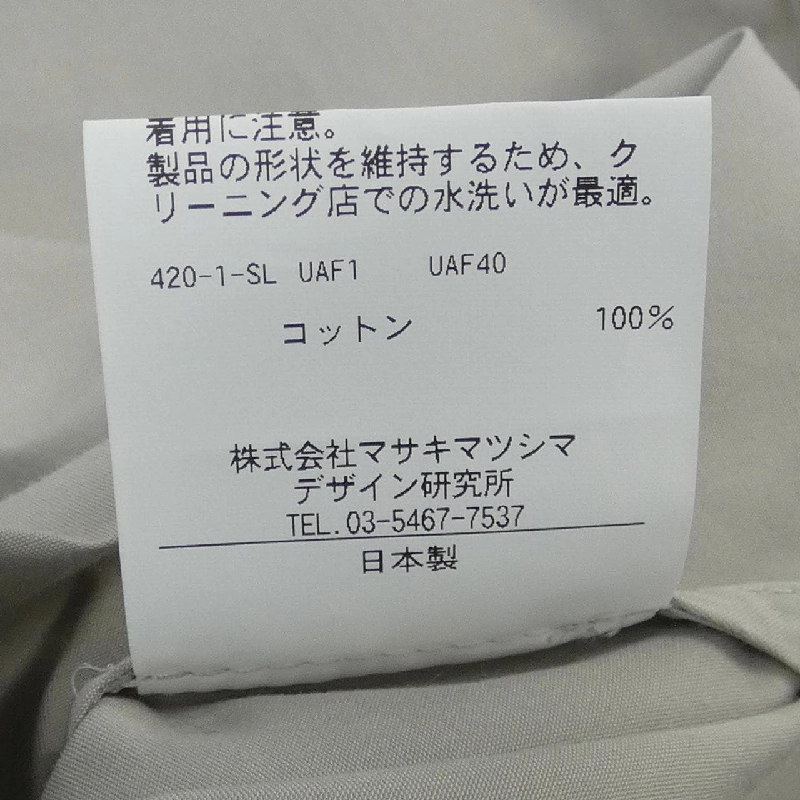 着用に注意。
製品の形状を維持するため、ク
リーニング店での水洗いが最適。
420-1-SL UAF1 UAF40
コットン 100%
株式会社マサキマツシマ
デザイン研究所
TEL.03-5467-7537
日本製